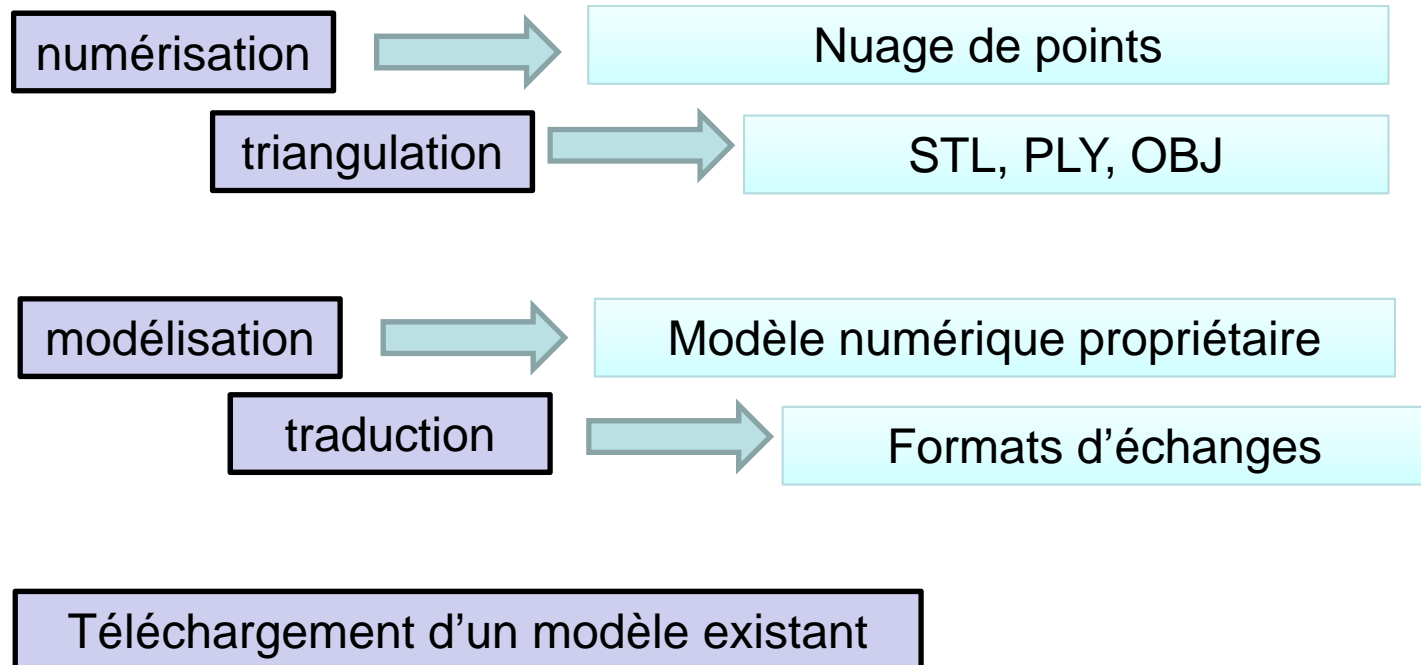 numérisation
Nuage de points
triangulation
STL, PLY, OBJ
modélisation
Modèle numérique propriétaire
traduction
Formats d’échanges
Téléchargement d’un modèle existant